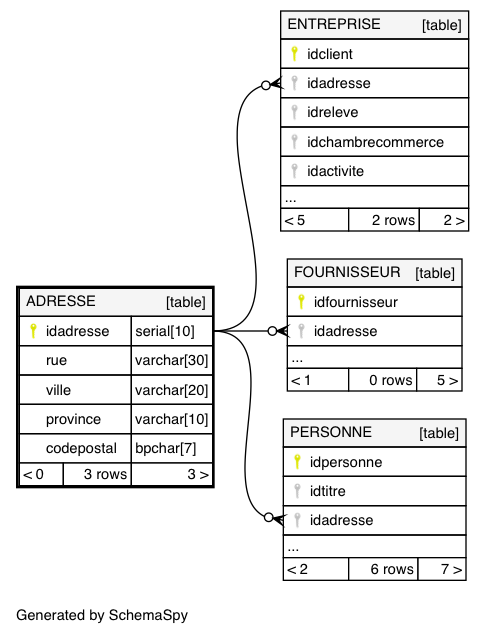 ENTREPRISE [table]
idclient
idadresse
idreleve
idchambrecommerce
idactivite
...
< 5 2 rows 2 >
FOURNISSEUR [table]
idfournisseur
idadresse
...
< 1 0 rows 5 >
ADRESSE [table]
idadresse serial[10]
rue varchar[30]
ville varchar[20]
province varchar[10]
codepostal bpchar[7]
< 0 3 rows 3 >
PERSONNE [table]
idpersonne
idtitre
idadresse
...
< 2 6 rows 7 >
Generated by SchemaSpy